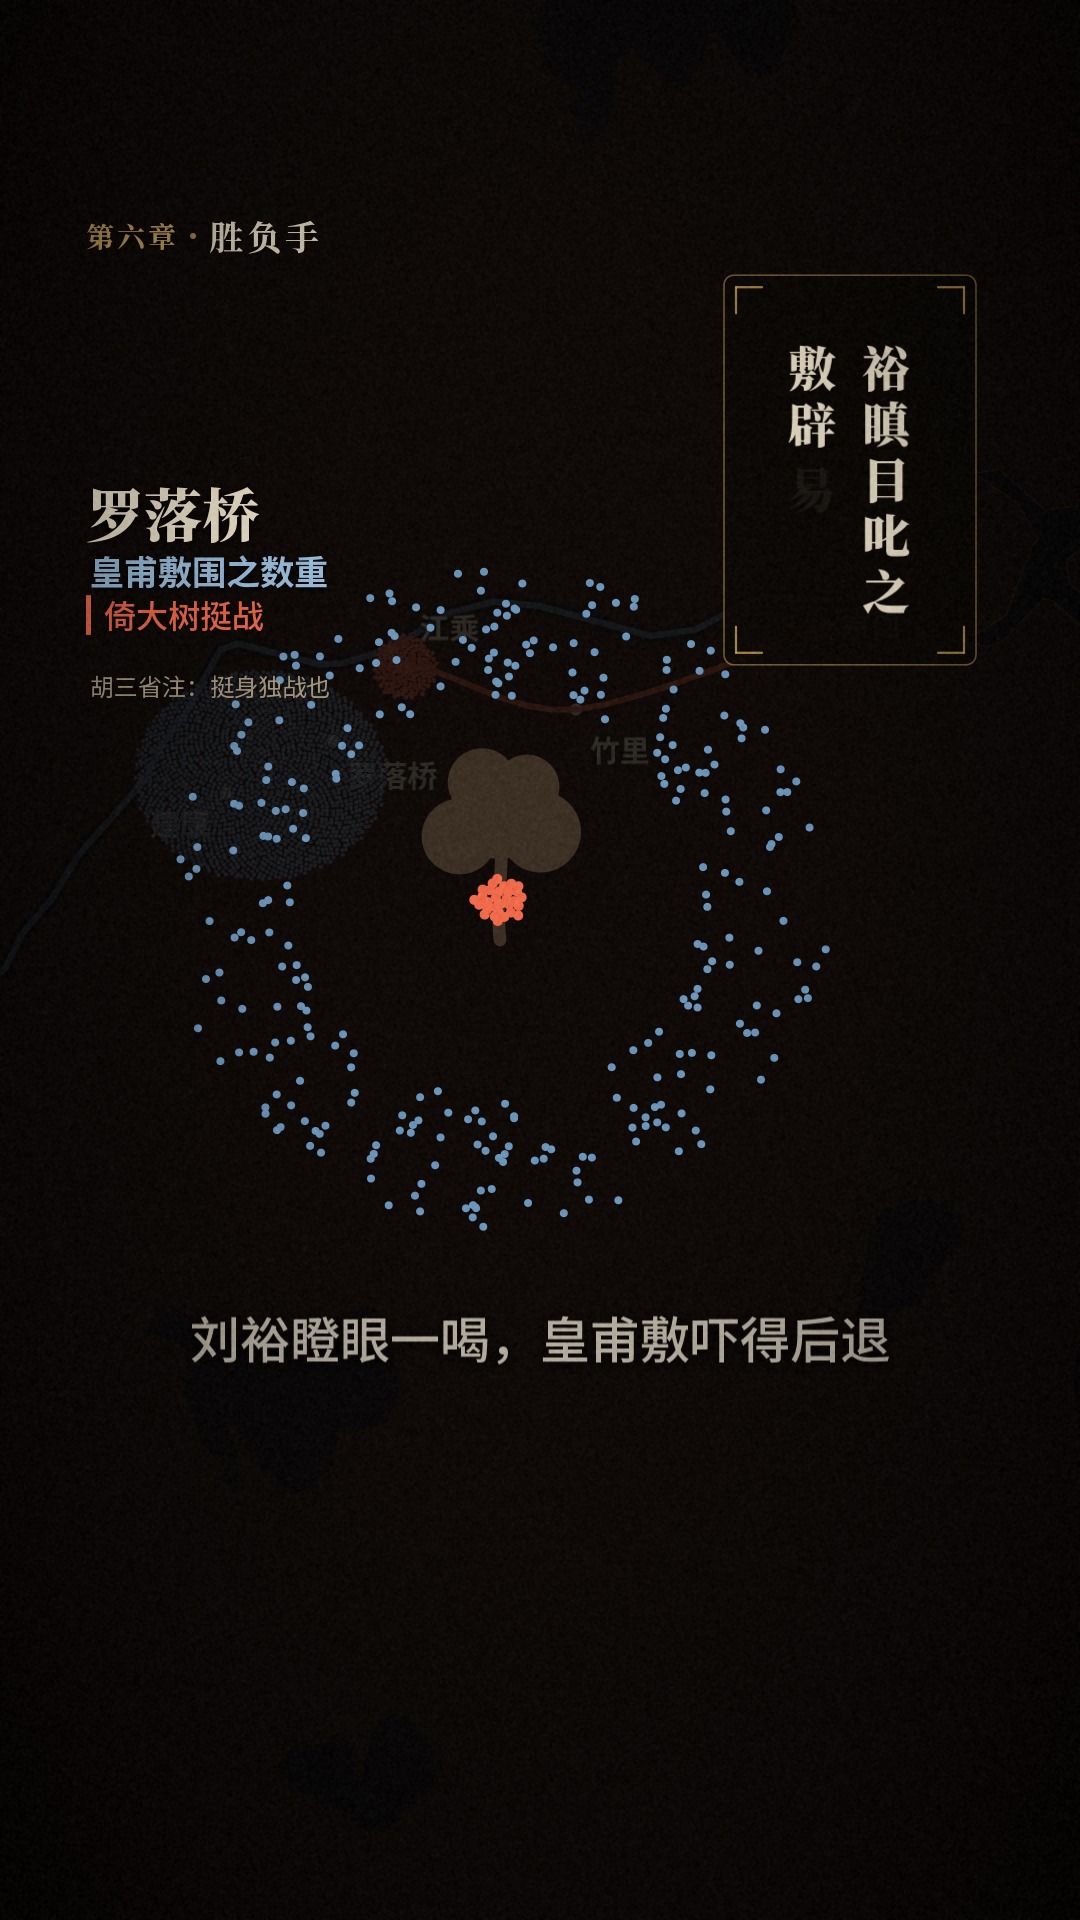 第六章·胜负手
裕瞋目叱之
敷辟易
罗落桥
皇甫敷围之数重
倚大树挺战
胡三省注：挺身独战也
江乘
竹里
罗落桥
刘裕瞪眼一喝，皇甫敷吓得后退